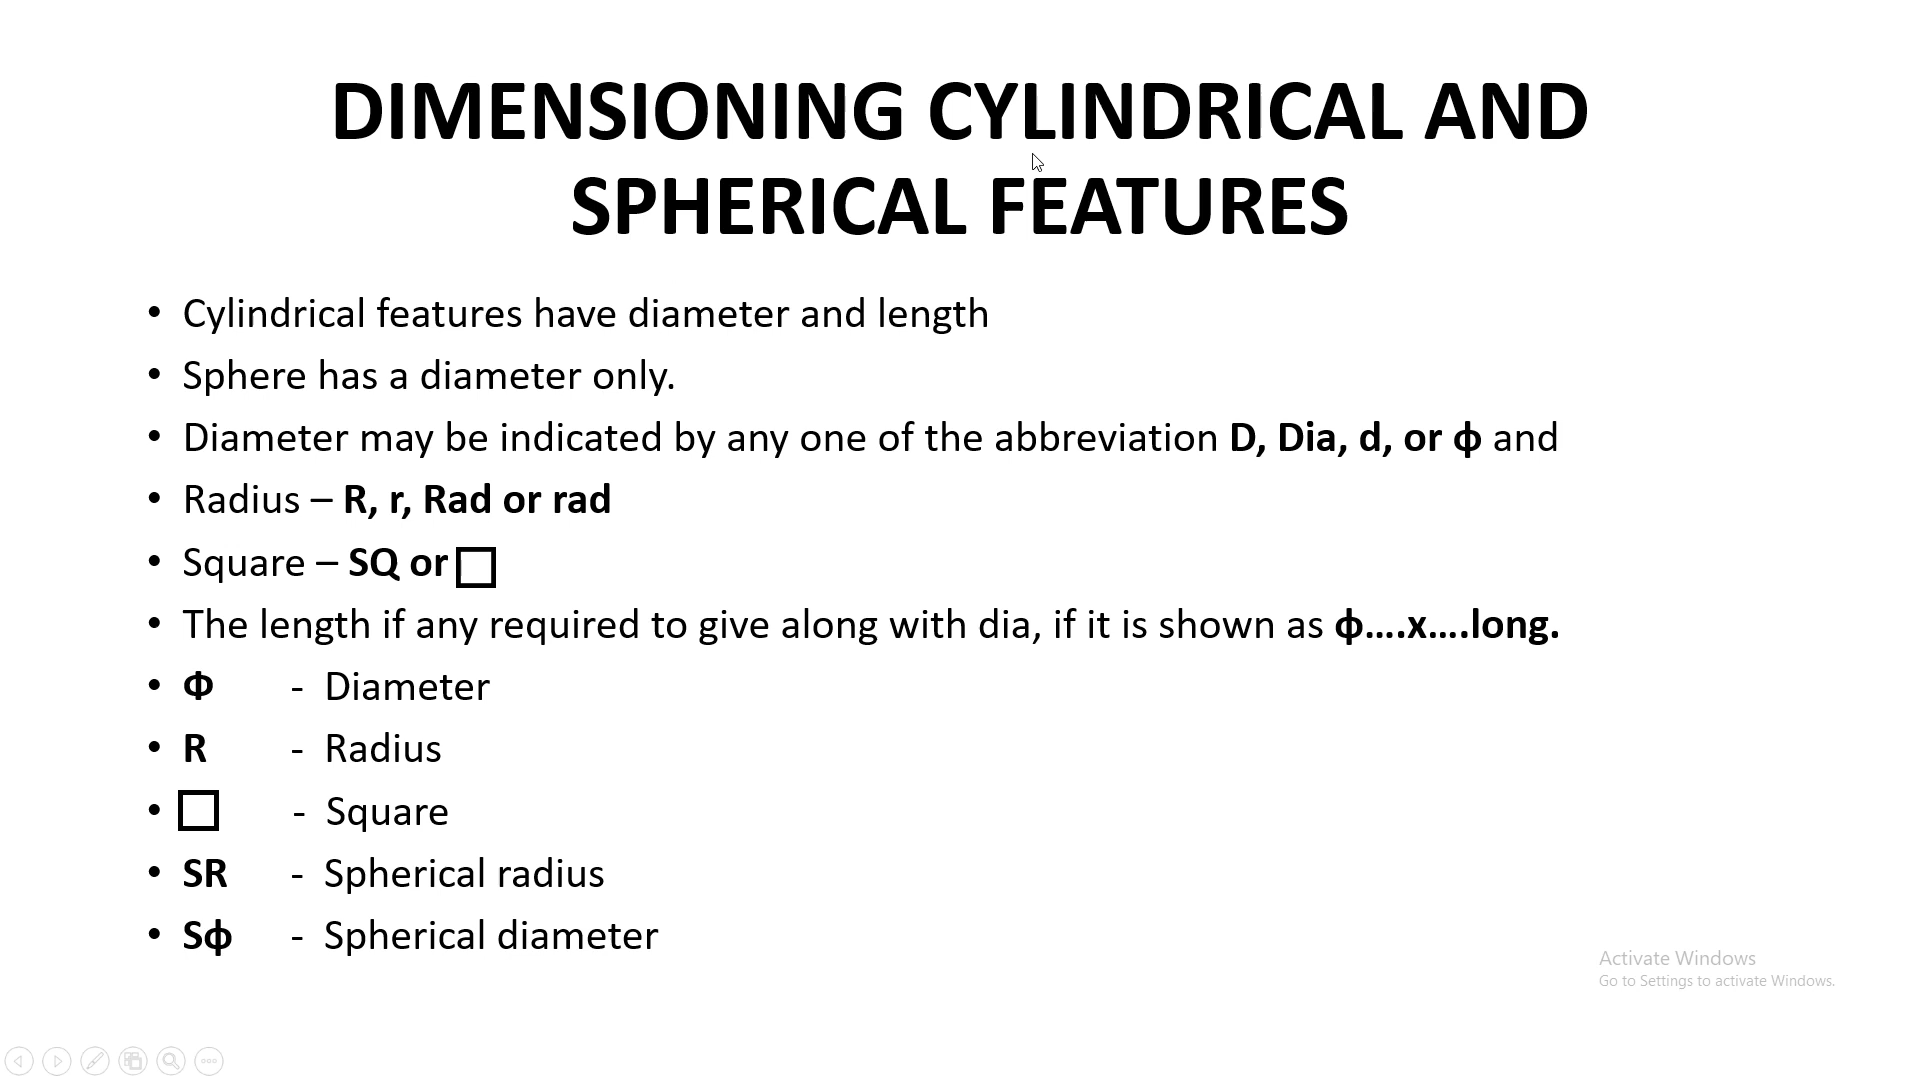 DIMENSIONING CYLINDRICAL AND
SPHERICAL FEATURES
• Cylindrical features have diameter and length
• Sphere has a diameter only.
• Diameter may be indicated by any one of the abbreviation D, Dia, d, or ϕ and
• Radius – R, r, Rad or rad
• Square – SQ or □
• The length if any required to give along with dia, if it is shown as ϕ....x....long.
• Φ - Diameter
• R - Radius
• □ - Square
• SR - Spherical radius
• Sϕ - Spherical diameter
Activate Windows
Go to Settings to activate Windows.